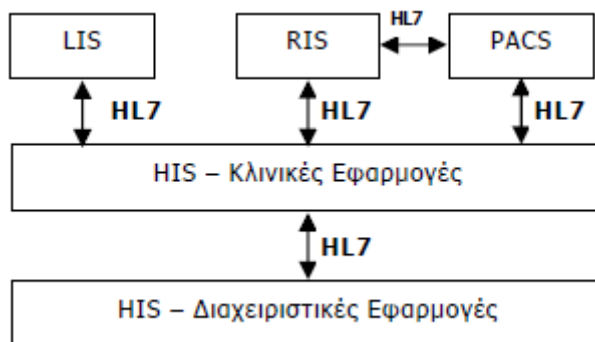 HL7
LIS
RIS
PACS
HL7
HL7
HL7
HIS – Κλινικές Εφαρμογές
HL7
HIS – Διαχειριστικές Εφαρμογές